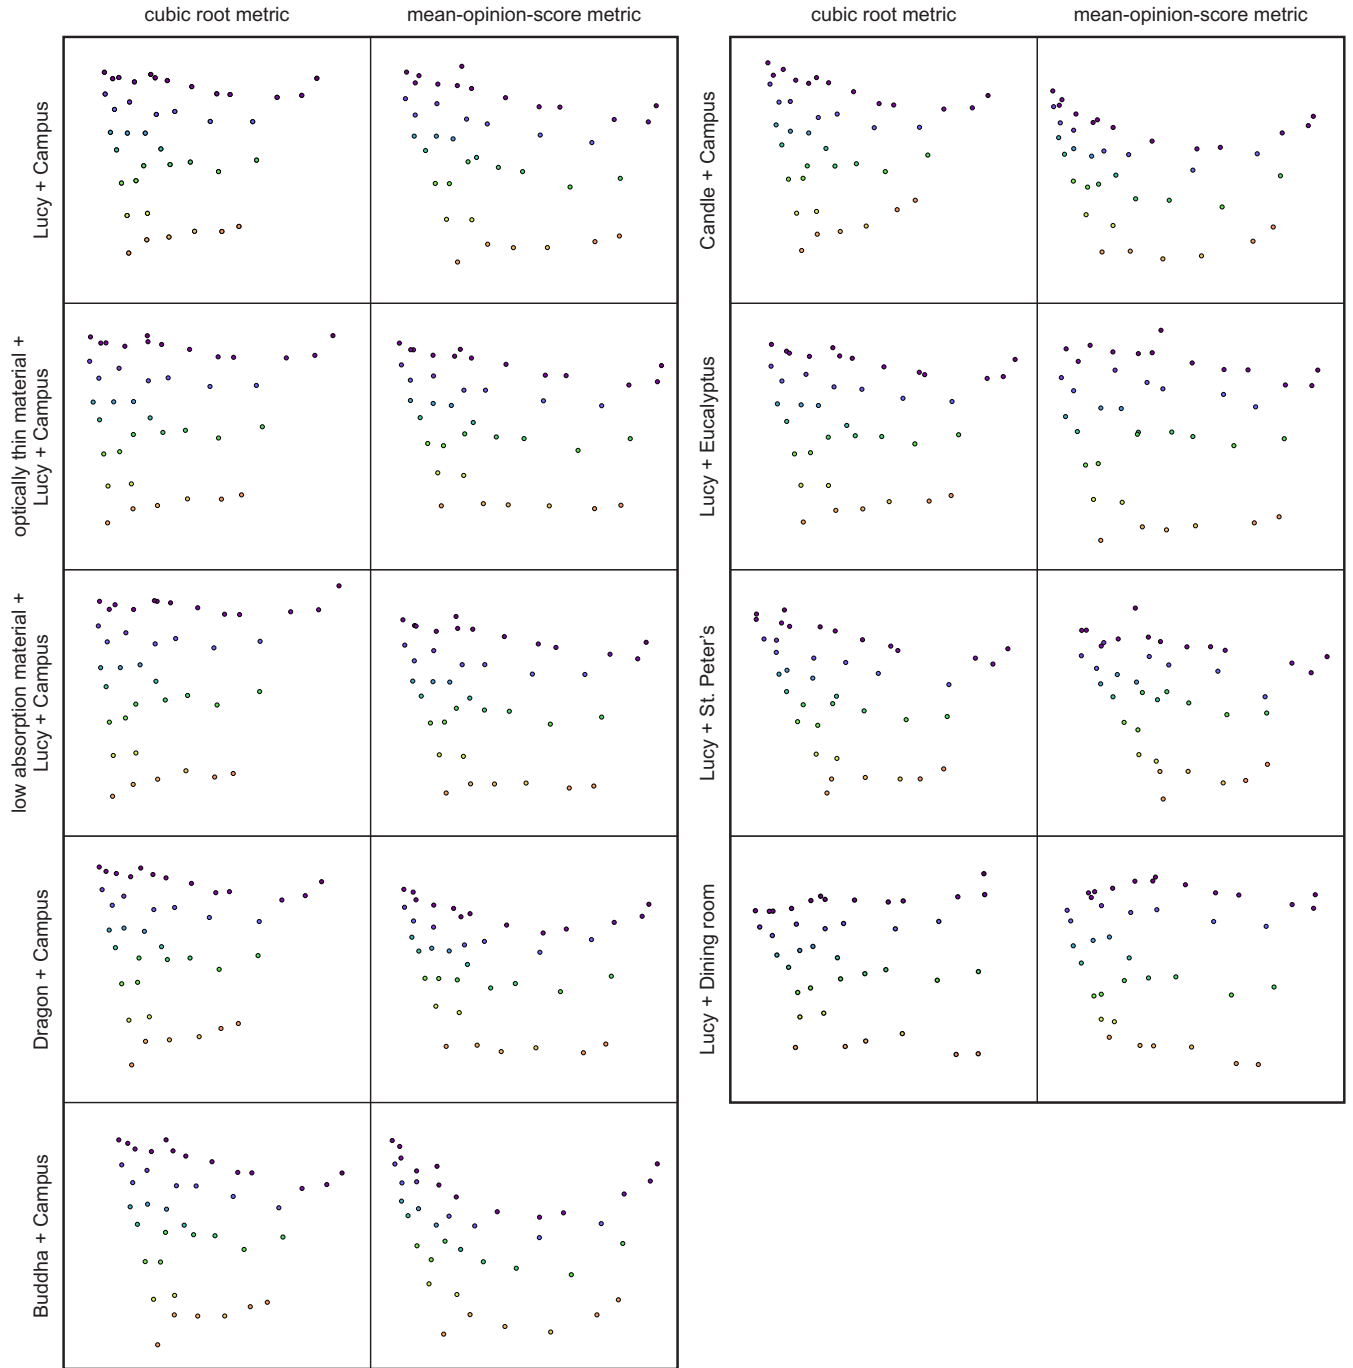 cubic root metric
mean-opinion-score metric
cubic root metric
mean-opinion-score metric
Lucy + Campus
optically thin material +
Lucy + Campus
low absorption material +
Lucy + Campus
Dragon + Campus
Buddha + Campus
Candle + Campus
Lucy + Eucalyptus
Lucy + St. Peter’s
Lucy + Dining room